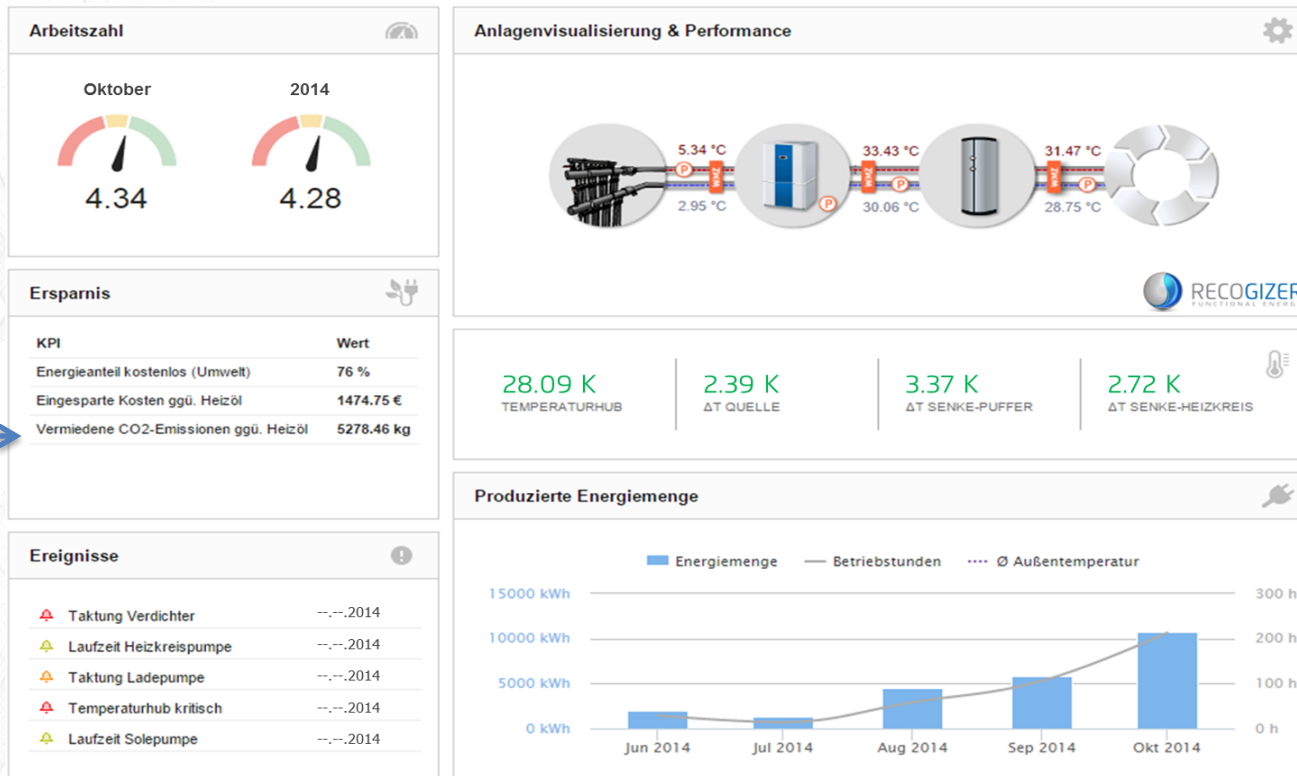 Arbeitszahl
Oktober 2014
4.34 4.28
Ersparnis
KPI Wert
Energieanteil kostenlos (Umwelt) 76 %
Eingesparte Kosten ggü. Heizöl 1474.75 €
Vermiedene CO2-Emissionen ggü. Heizöl 5278.46 kg
Ereignisse
Taktung Verdichter --.--.2014
Laufzeit Heizkreispumpe --.--.2014
Taktung Ladepumpe --.--.2014
Temperaturhub kritisch --.--.2014
Laufzeit Solepumpe --.--.2014
Anlagenvisualisierung & Performance
5.34 °C 33.43 °C 31.47 °C
P WMZ WMZ P WMZ P
P
2.95 °C 30.06 °C 28.75 °C
RECOGIZER
FUNCTIONAL ENERG
28.09 K 2.39 K 3.37 K 2.72 K
TEMPERATURHUB ΔT QUELLE ΔT SENKE-PUFFER ΔT SENKE-HEIZKREIS
Produzierte Energiemenge
Energiemenge Betriebstunden Ø Außentemperatur
15000 kWh 300 h
10000 kWh 200 h
5000 kWh 100 h
0 kWh 0 h
Jun 2014 Jul 2014 Aug 2014 Sep 2014 Okt 2014